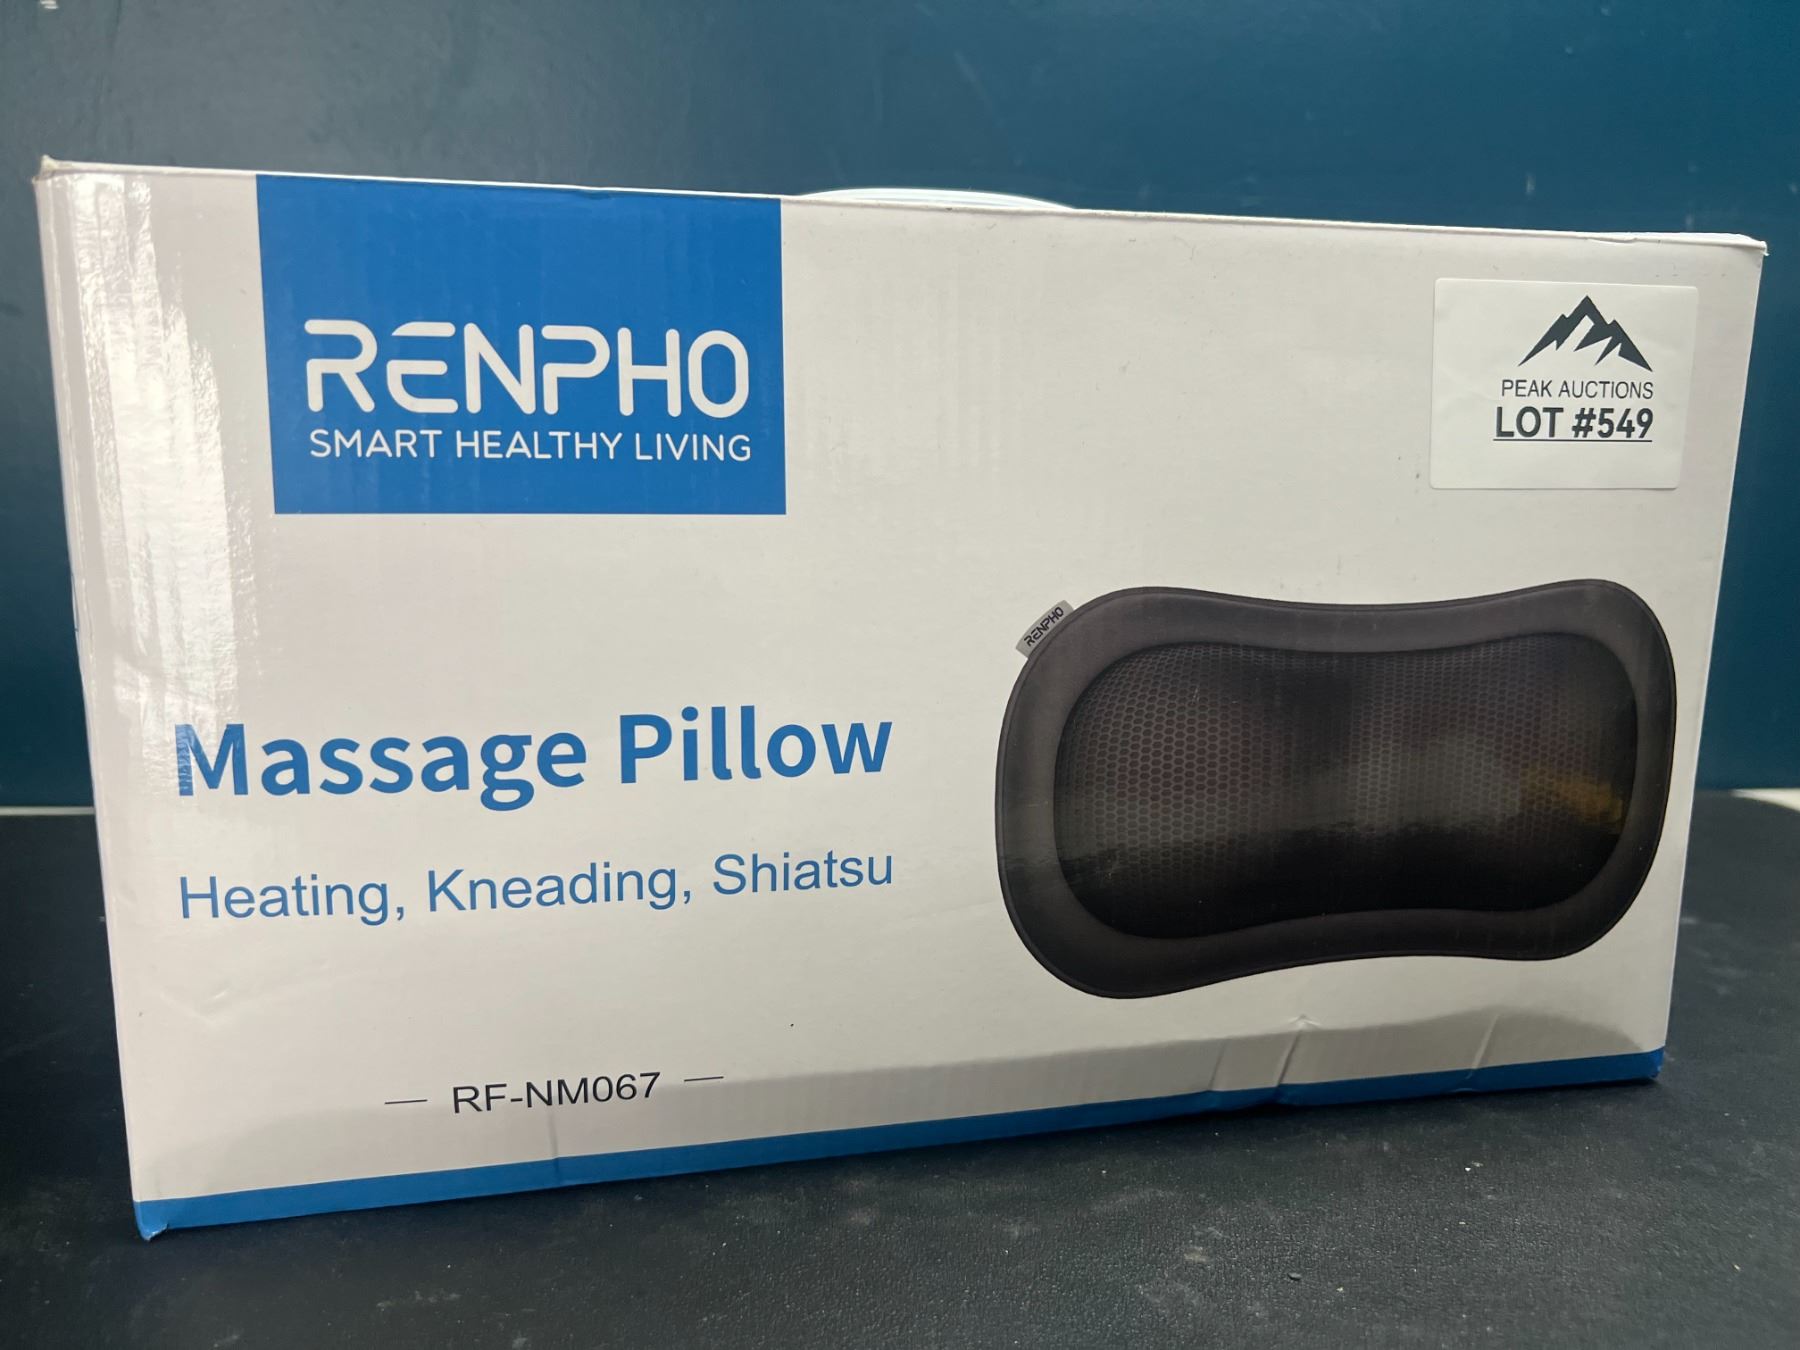 RENPHO
SMART HEALTHY LIVING
PEAK AUCTIONS
LOT #549
RENPHO
Massage Pillow
Heating, Kneading, Shiatsu
— RF-NM067 —